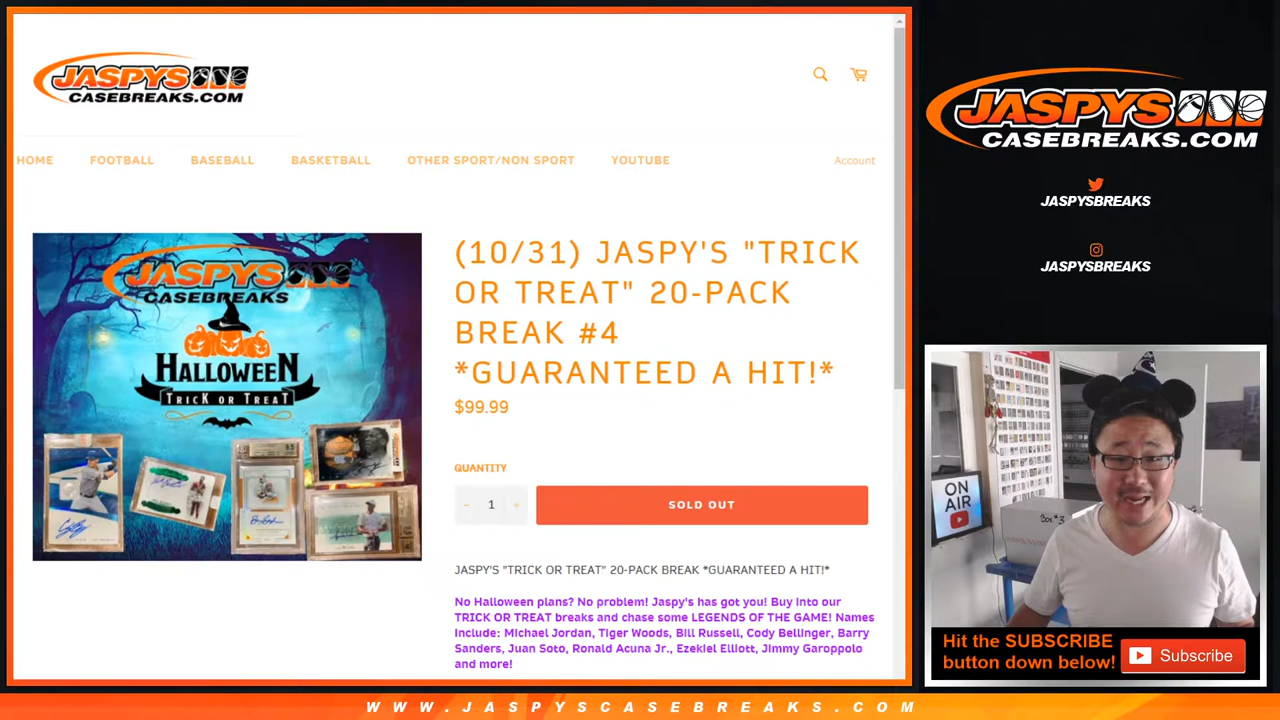 JASPYS
CASEBREAKS.COM
HOME FOOTBALL BASEBALL BASKETBALL OTHER SPORT/NON SPORT YOUTUBE Account
JASPYS
CASEBREAKS.COM
HALLOWEEN
TRICK OR TREAT
(10/31) JASPY'S "TRICK
OR TREAT" 20-PACK
BREAK #4
*GUARANTEED A HIT!*
$99.99
QUANTITY
− 1 + SOLD OUT
JASPY'S "TRICK OR TREAT" 20-PACK BREAK *GUARANTEED A HIT!*
No Halloween plans? No problem! Jaspy's has got you! Buy into our
TRICK OR TREAT breaks and chase some LEGENDS OF THE GAME! Names
Include: Michael Jordan, Tiger Woods, Bill Russell, Cody Bellinger, Barry
Sanders, Juan Soto, Ronald Acuna Jr., Ezekiel Elliott, Jimmy Garoppolo
and more!
JASPYS
CASEBREAKS.COM
JASPYSBREAKS
JASPYSBREAKS
ON
AIR
Box #3
Hit the SUBSCRIBE
button down below!
Subscribe
WWW.JASPYSCASEBREAKS.COM